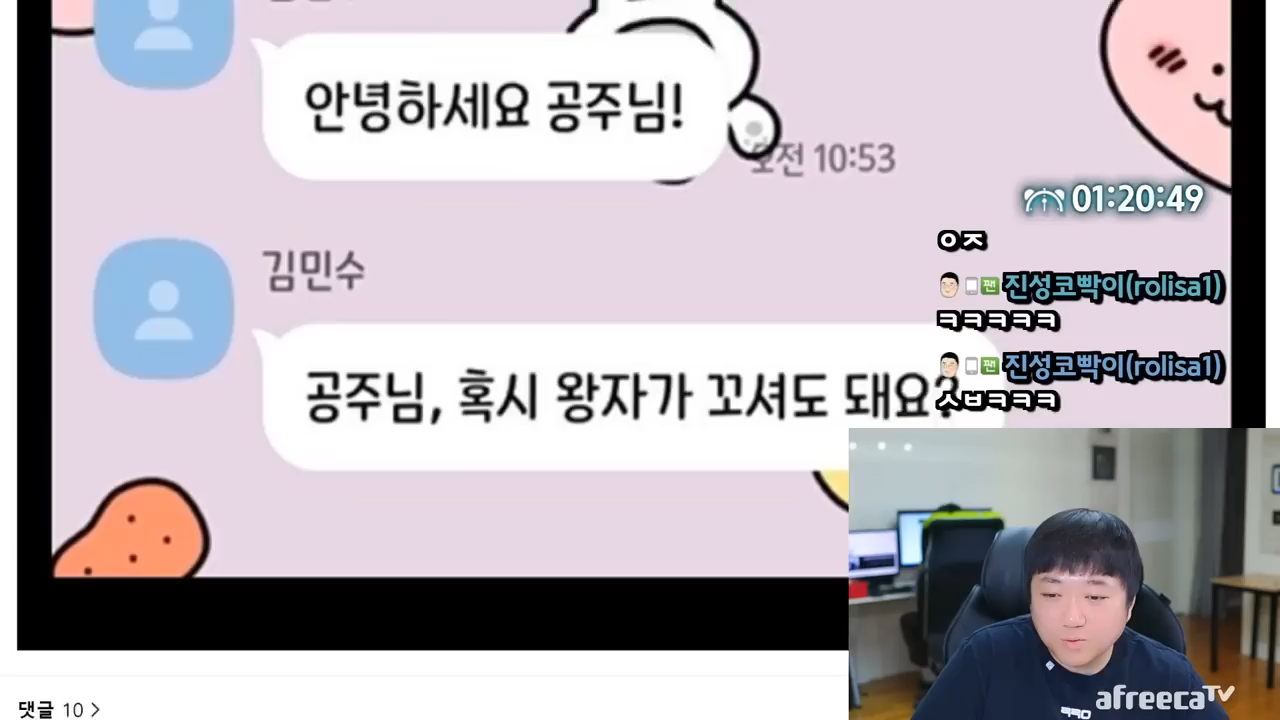 안녕하세요 공주님!
오전 10:53
01:20:49
ㅇㅈ
김민수
팬 진성코빡이(rolisa1)
ㅋㅋㅋㅋㅋ
팬 진성코빡이(rolisa1)
ㅅㅂㅋㅋㅋ
공주님, 혹시 왕자가 꼬셔도 돼요?
댓글 10 >
afreecaTV